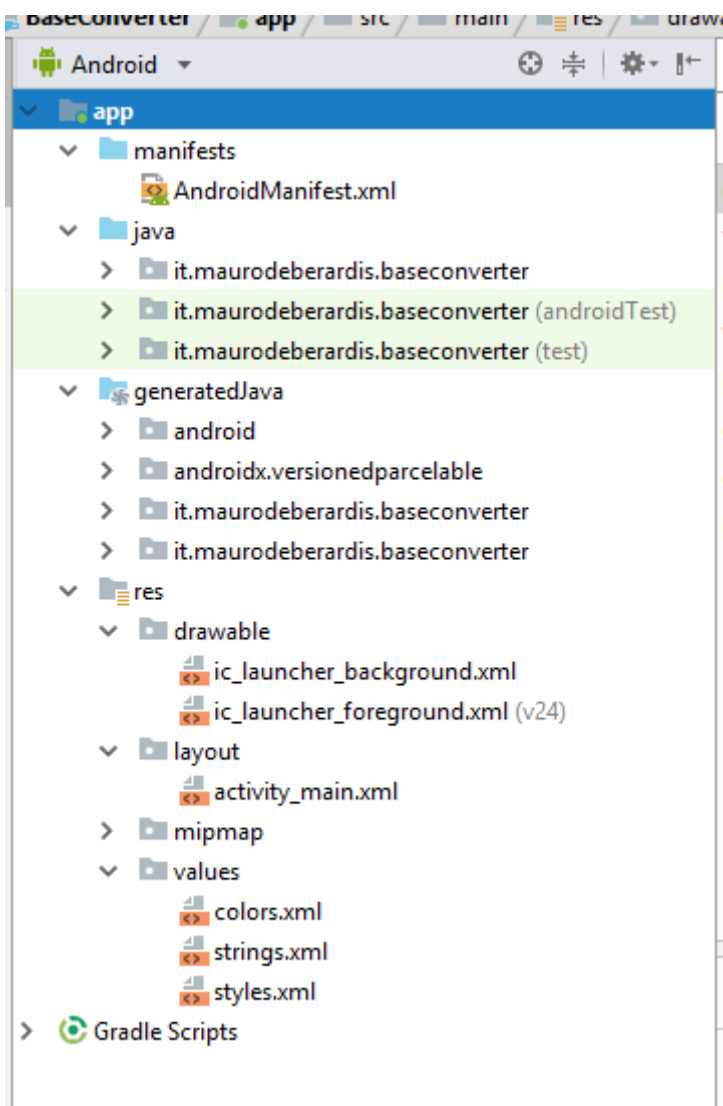 BaseConverter / app / src / main / res / draw
Android
app
manifests
AndroidManifest.xml
java
it.maurodeberardis.baseconverter
it.maurodeberardis.baseconverter (androidTest)
it.maurodeberardis.baseconverter (test)
generatedJava
android
androidx.versionedparcelable
it.maurodeberardis.baseconverter
it.maurodeberardis.baseconverter
res
drawable
ic_launcher_background.xml
ic_launcher_foreground.xml (v24)
layout
activity_main.xml
mipmap
values
colors.xml
strings.xml
styles.xml
Gradle Scripts